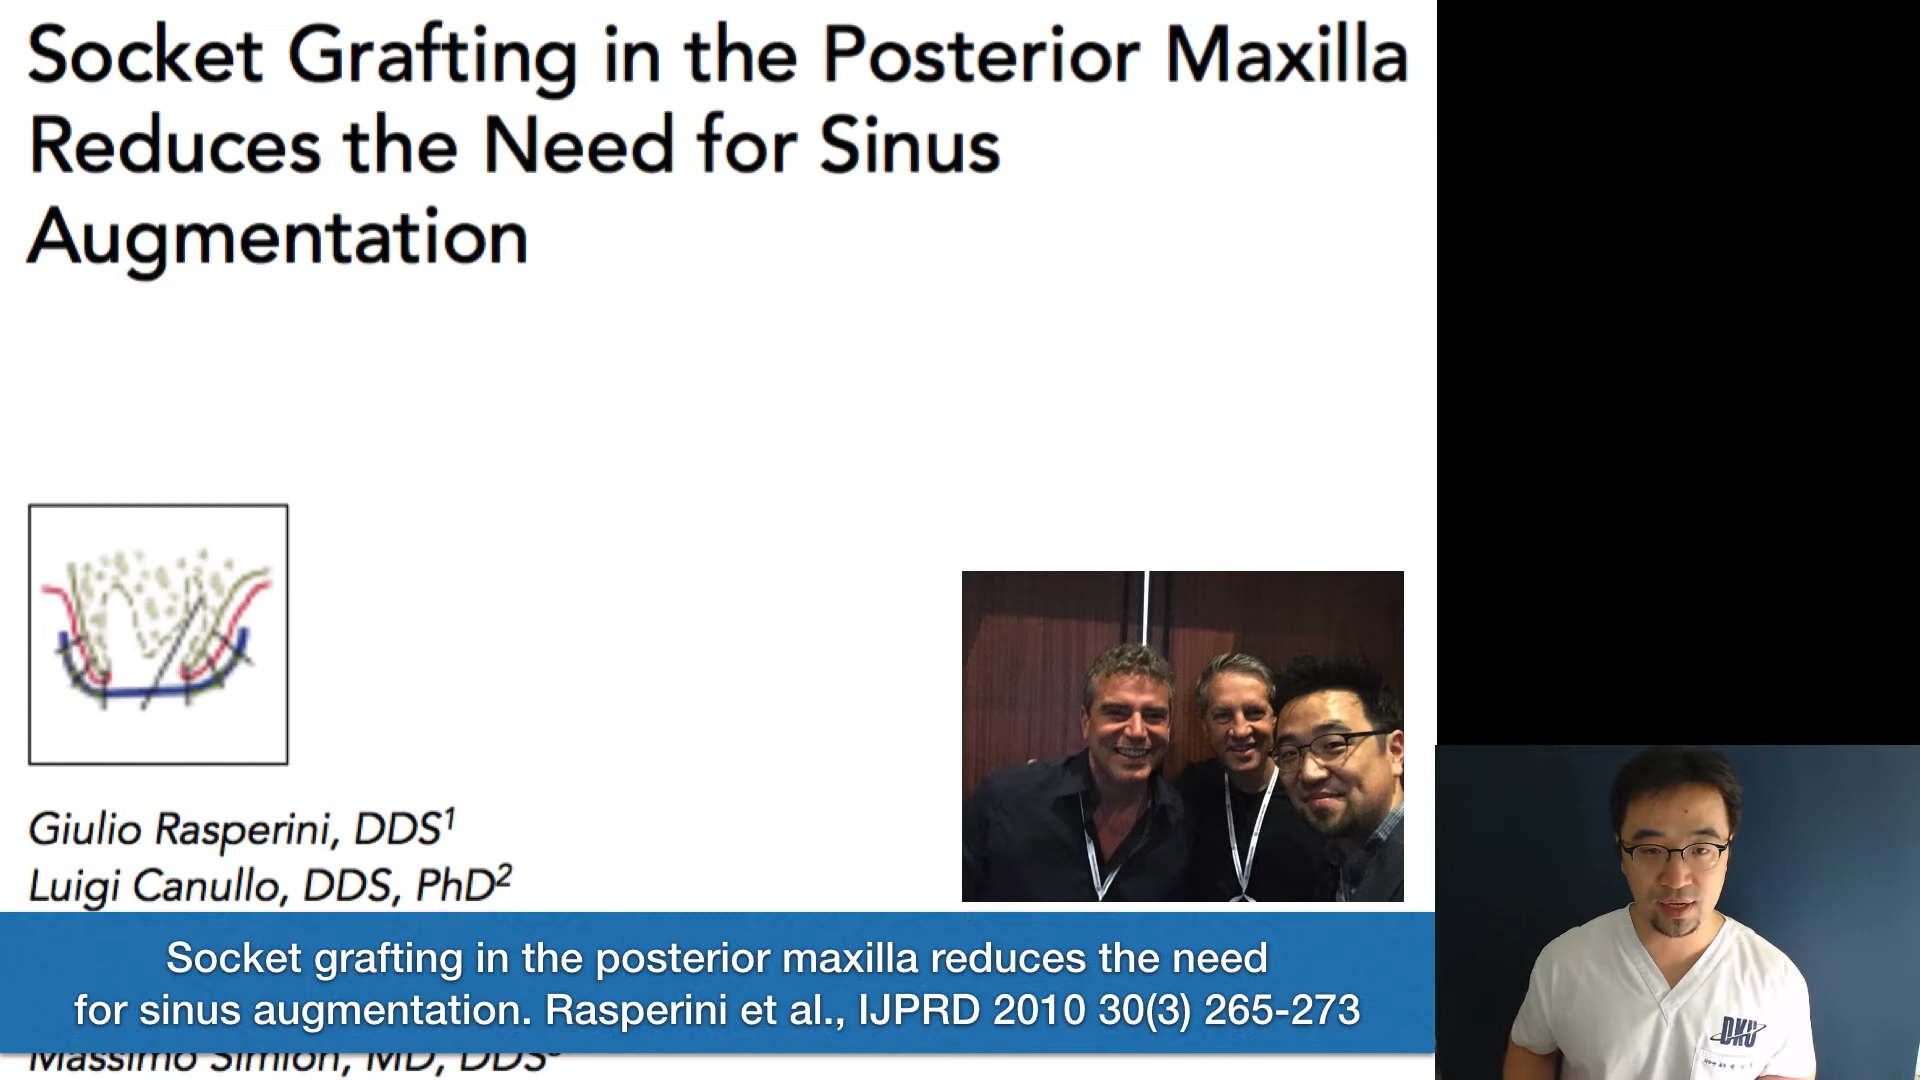 Socket Grafting in the Posterior Maxilla
Reduces the Need for Sinus
Augmentation
Giulio Rasperini, DDS1
Luigi Canullo, DDS, PhD2
Socket grafting in the posterior maxilla reduces the need
for sinus augmentation. Rasperini et al., IJPRD 2010 30(3) 265-273
Massimo Simion, MD, DDS
DKU